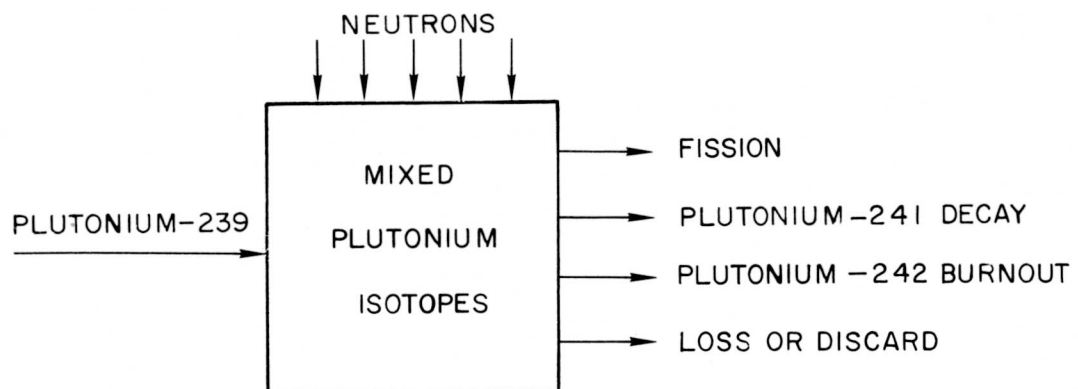 NEUTRONS
MIXED
PLUTONIUM
ISOTOPES
PLUTONIUM-239
FISSION
PLUTONIUM-241 DECAY
PLUTONIUM-242 BURNOUT
LOSS OR DISCARD